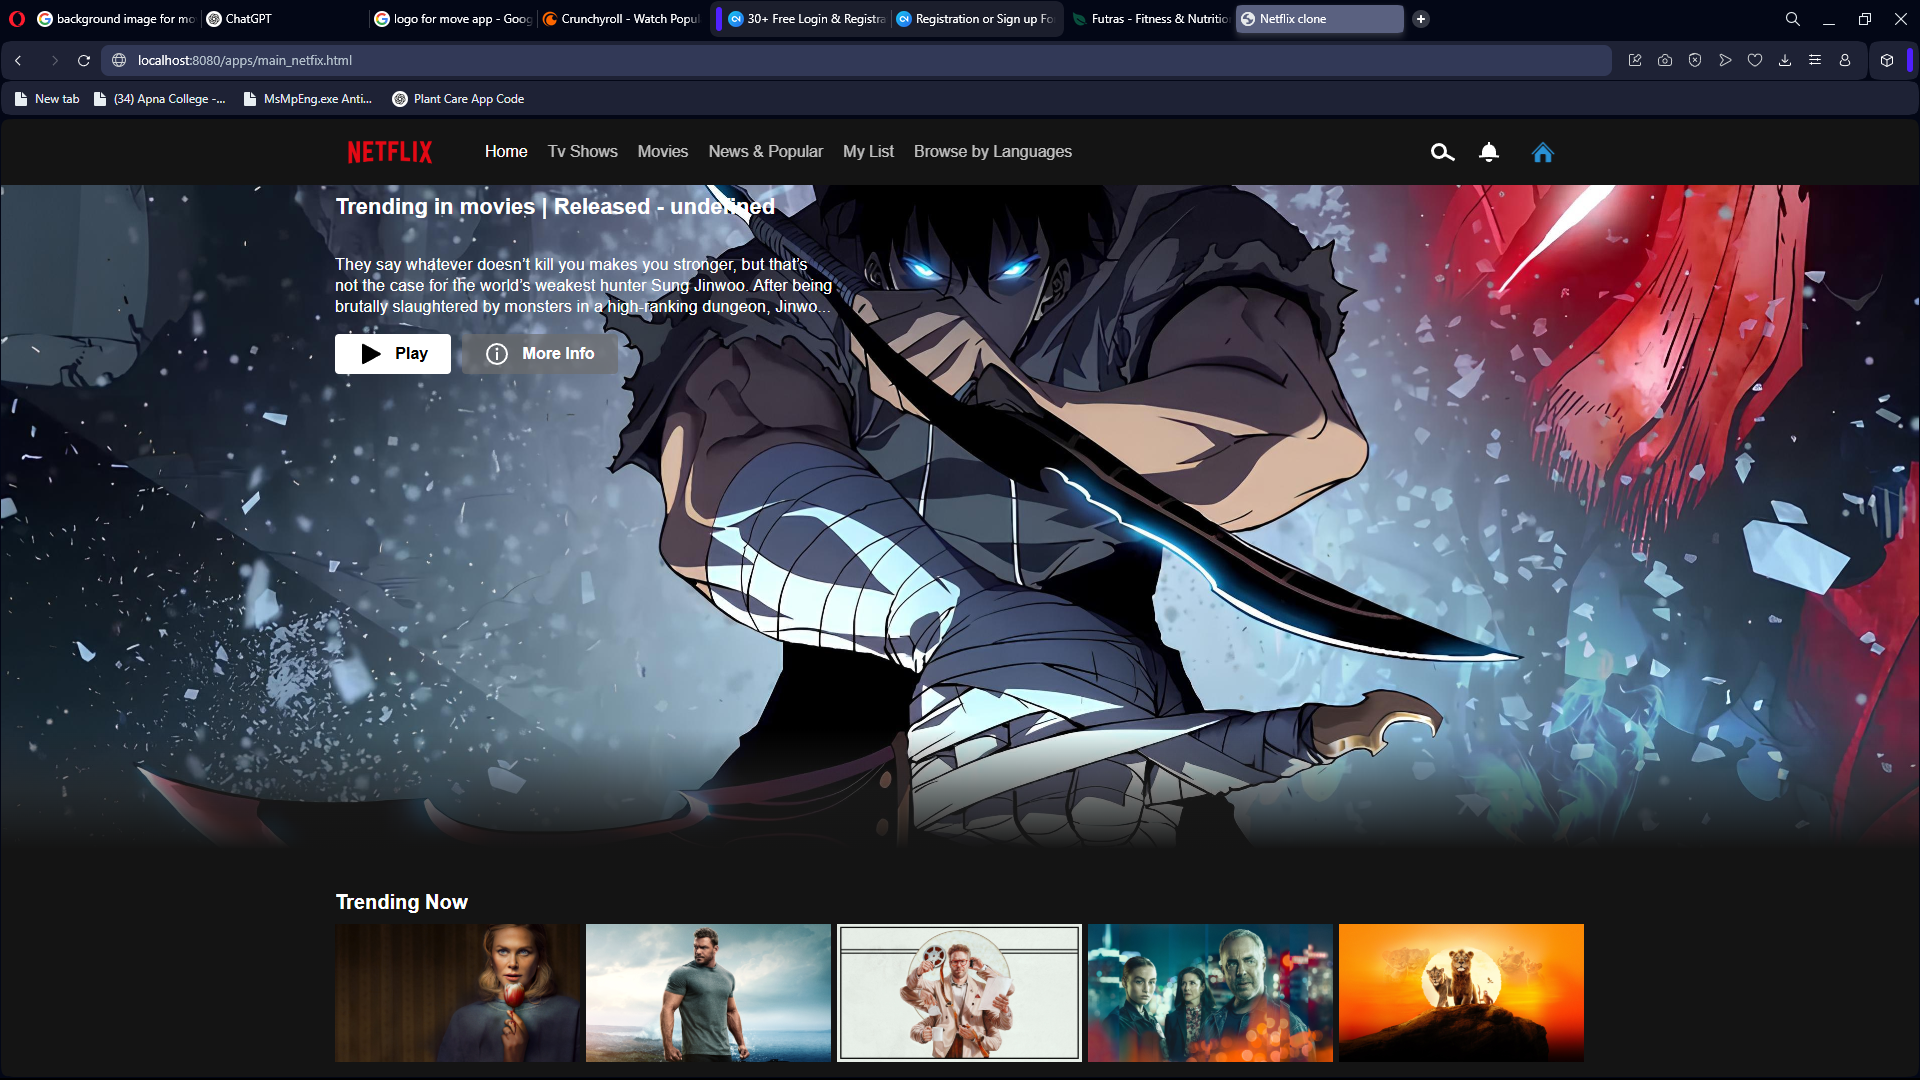 background image for mo
ChatGPT
logo for move app - Goog
Crunchyroll - Watch Popul
30+ Free Login & Registra
Registration or Sign up Fo
Futras - Fitness & Nutrition
Netflix clone
localhost:8080/apps/main_netfix.html
New tab
(34) Apna College -...
MsMpEng.exe Anti...
Plant Care App Code
NETFLIX
Home
Tv Shows
Movies
News & Popular
My List
Browse by Languages
Trending in movies | Released - undefined
They say whatever doesn’t kill you makes you stronger, but that’s
not the case for the world’s weakest hunter Sung Jinwoo. After being
brutally slaughtered by monsters in a high-ranking dungeon, Jinwo...
Play
More Info
Trending Now